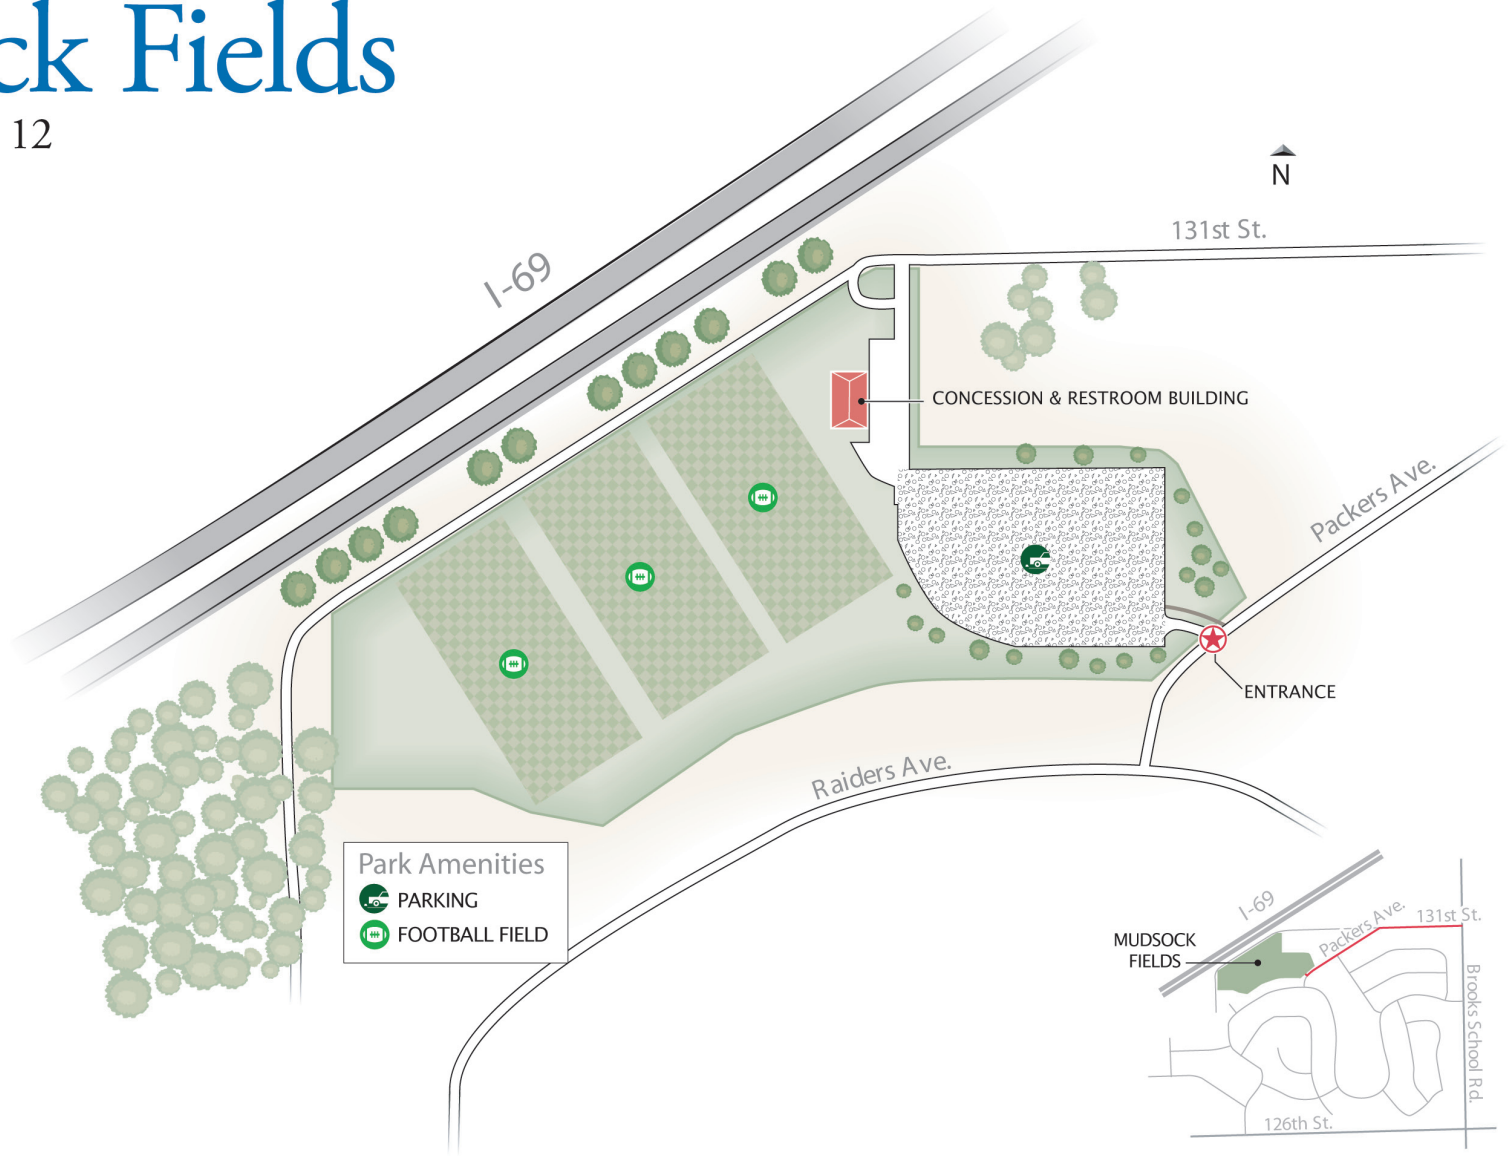 ck Fields
12
N
131st St.
I-69
CONCESSION & RESTROOM BUILDING
Packers Ave.
ENTRANCE
Raiders Ave.
Park Amenities
PARKING
FOOTBALL FIELD
I-69
Packers Ave.
131st St.
MUDSOCK
FIELDS
Brooks School Rd.
126th St.